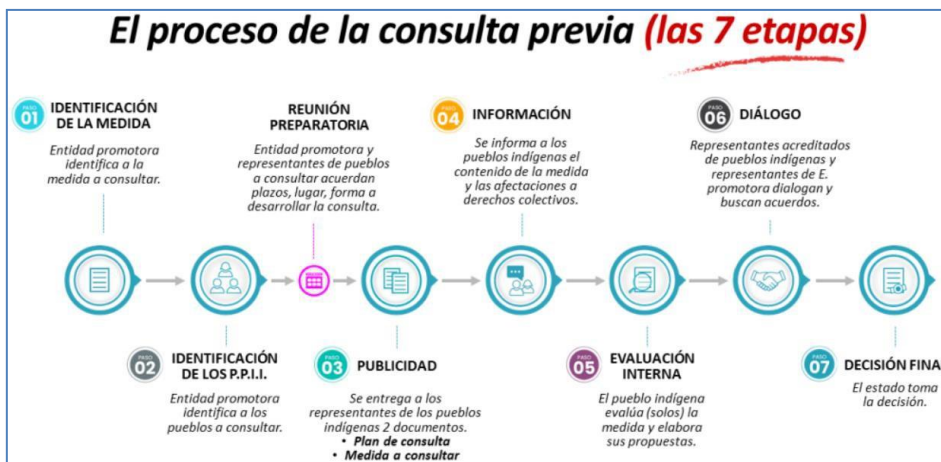 El proceso de la consulta previa (las 7 etapas)
PASO
01
IDENTIFICACIÓN
DE LA MEDIDA
Entidad promotora
identifica a la
medida a consultar.
REUNIÓN
PREPARATORIA
Entidad promotora y
representantes de pueblos
a consultar acuerdan
plazos, lugar, forma a
desarrollar la consulta.
PASO
04
INFORMACIÓN
Se informa a los
pueblos indígenas el
contenido de la medida
y las afectaciones a
derechos colectivos.
PASO
06
DIÁLOGO
Representantes acreditados
de pueblos indígenas y
representantes de E.
promotora dialogan y
buscan acuerdos.
PASO
02
IDENTIFICACIÓN
DE LOS P.P.I.I.
Entidad promotora
identifica a los
pueblos a consultar.
PASO
03
PUBLICIDAD
Se entrega a los
representantes de los pueblos
indígenas 2 documentos.
• Plan de consulta
• Medida a consultar
PASO
05
EVALUACIÓN
INTERNA
El pueblo indígena
evalúa (solos) la
medida y elabora
sus propuestas.
PASO
07
DECISIÓN FINAL
El estado toma
la decisión.